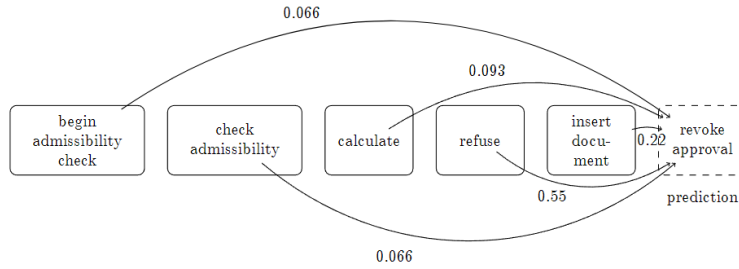 0.066
0.093
begin
admissibility
check
check
admissibility
calculate
refuse
insert
docu-
ment
0.22
revoke
approval
prediction
0.55
0.066